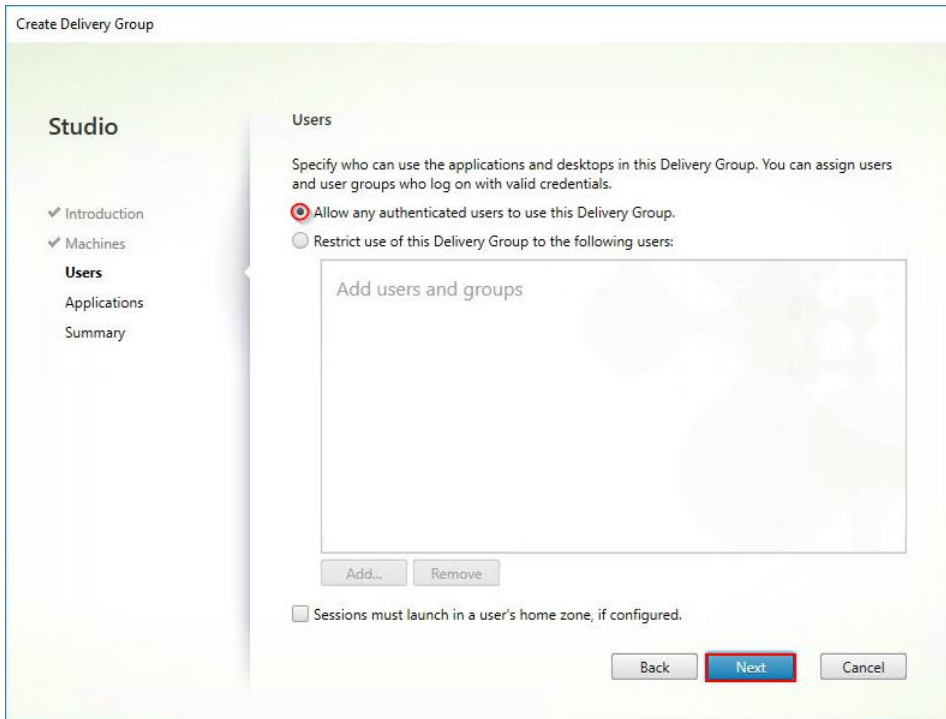 Create Delivery Group
Studio
Introduction
Machines
Users
Applications
Summary
Users
Specify who can use the applications and desktops in this Delivery Group. You can assign users
and user groups who log on with valid credentials.
Allow any authenticated users to use this Delivery Group.
Restrict use of this Delivery Group to the following users:
Add users and groups
Add...
Remove
Sessions must launch in a user's home zone, if configured.
Back
Next
Cancel